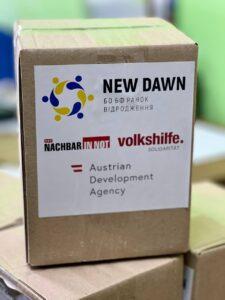 NEW DAWN
БО БФ РАНОК
ВІДРОДЖЕННЯ
NACHBAR IN NOT
volkshilfe.
SOLIDARITÄT
Austrian
Development
Agency